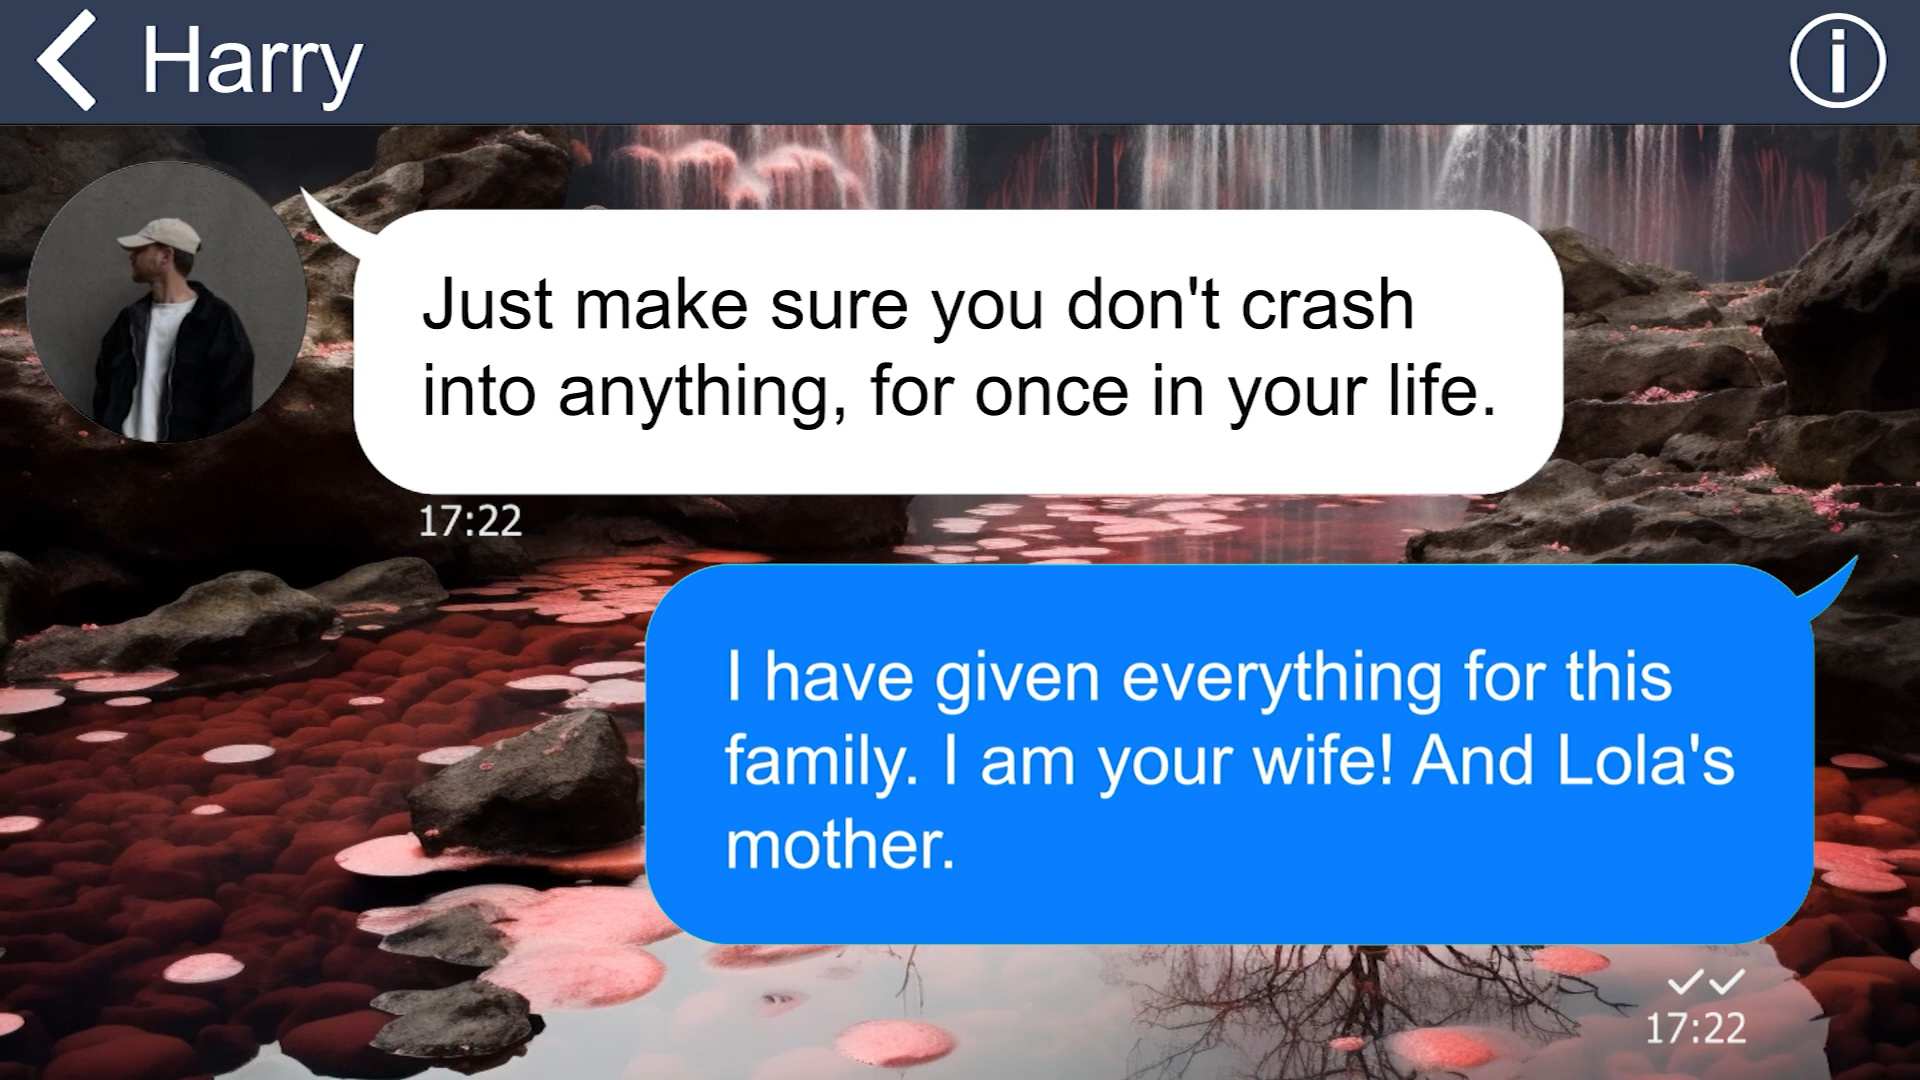 Harry
Just make sure you don't crash
into anything, for once in your life.
17:22
I have given everything for this
family. I am your wife! And Lola's
mother.
17:22